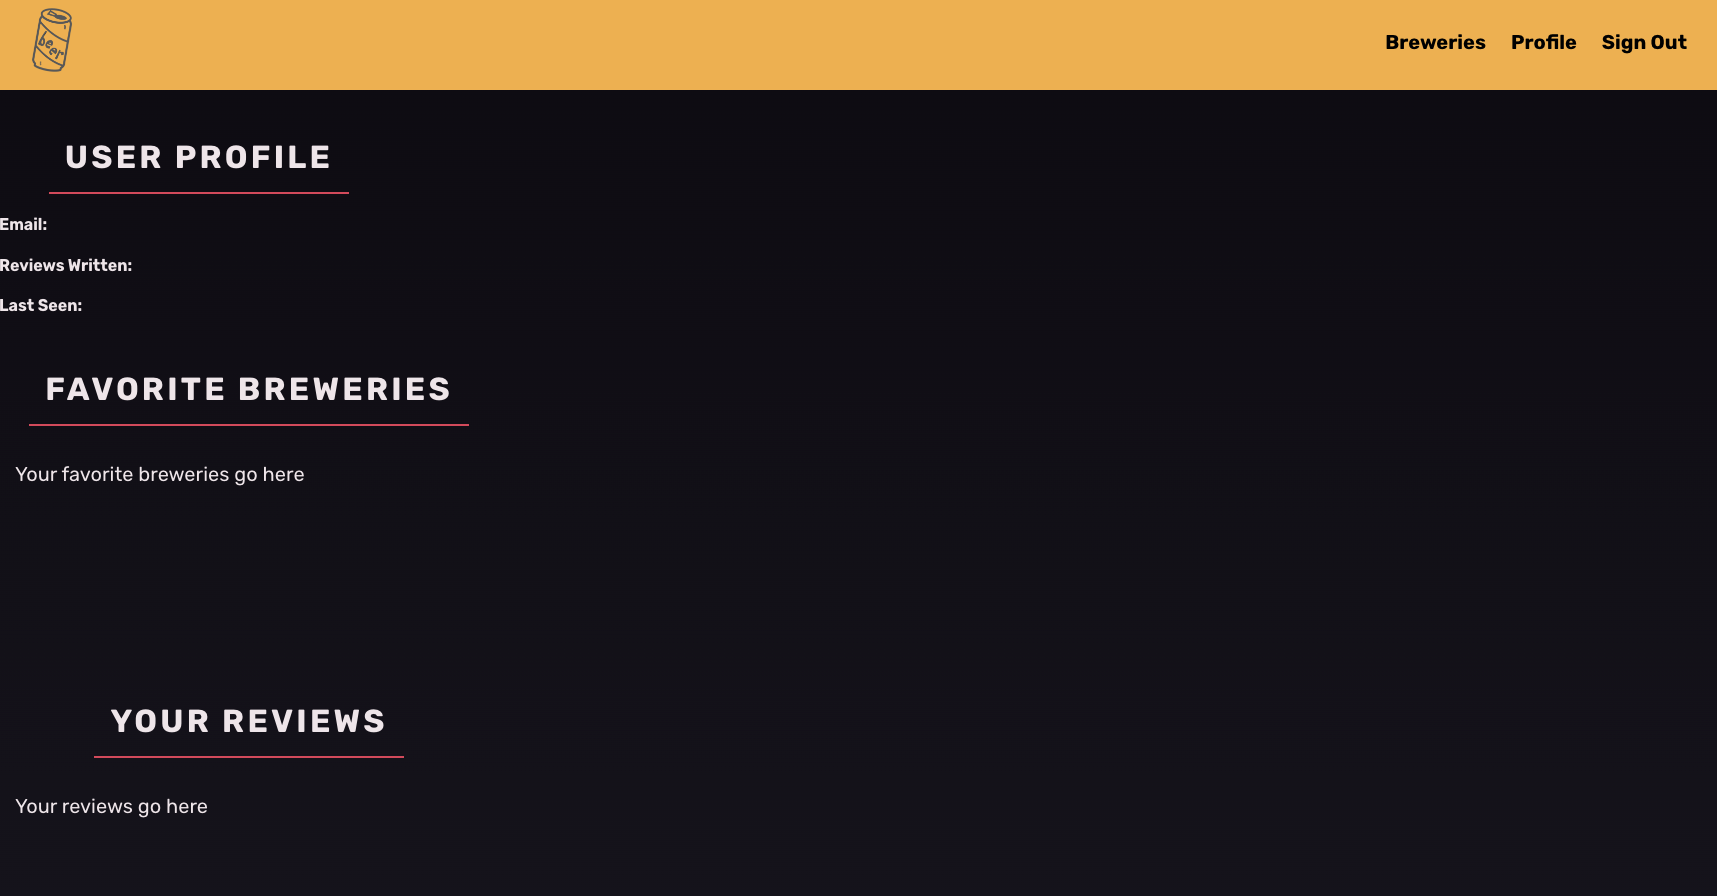 beer
Breweries Profile Sign Out
USER PROFILE
Email:
Reviews Written:
Last Seen:
FAVORITE BREWERIES
Your favorite breweries go here
YOUR REVIEWS
Your reviews go here